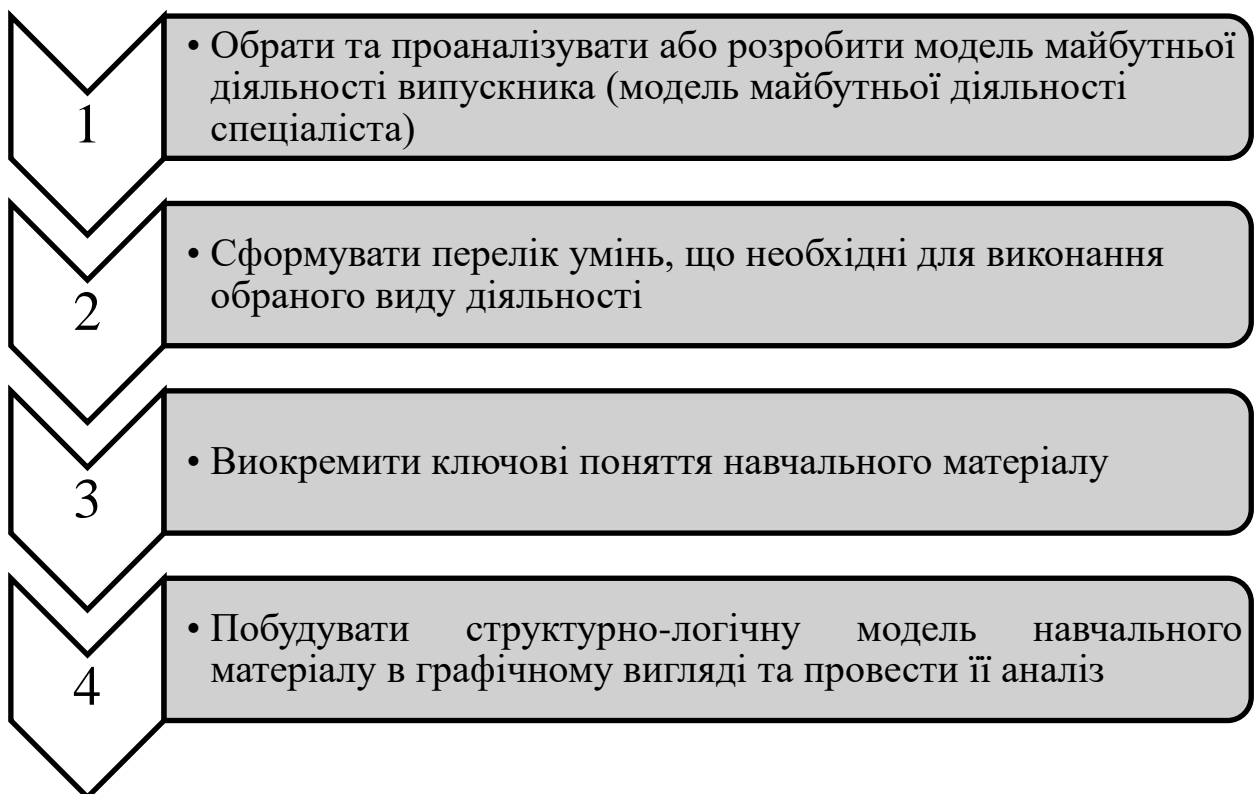 1
• Обрати та проаналізувати або розробити модель майбутньої
діяльності випускника (модель майбутньої діяльності
спеціаліста)
2
• Сформувати перелік умінь, що необхідні для виконання
обраного виду діяльності
3
• Виокремити ключові поняття навчального матеріалу
4
• Побудувати структурно-логічну модель навчального
матеріалу в графічному вигляді та провести її аналіз